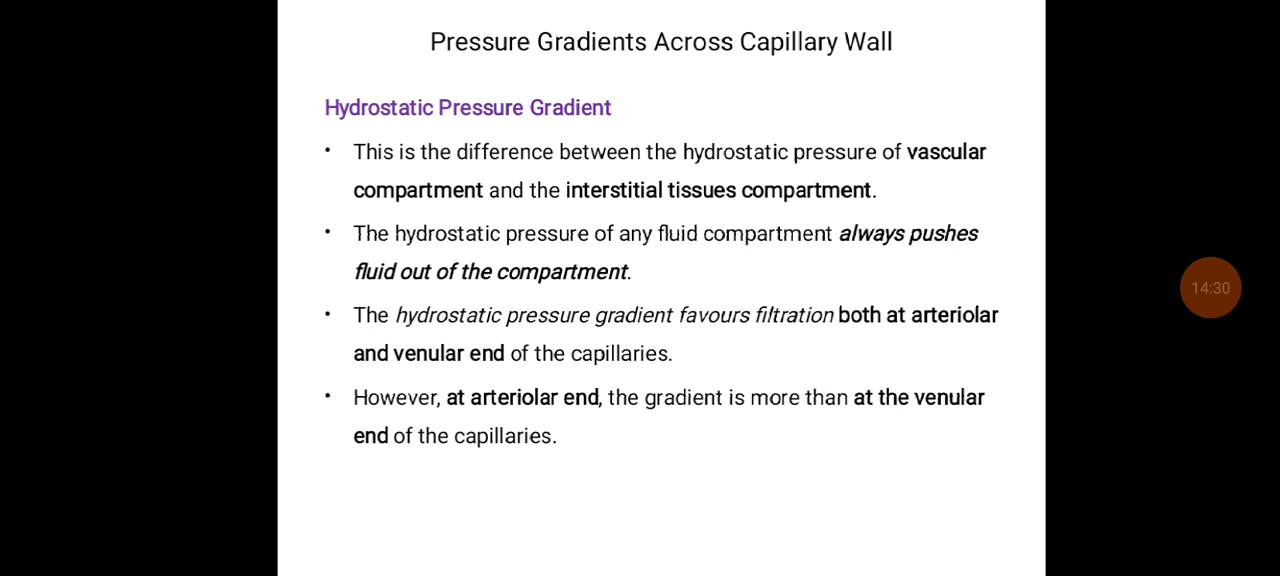 Pressure Gradients Across Capillary Wall
Hydrostatic Pressure Gradient
• This is the difference between the hydrostatic pressure of vascular
compartment and the interstitial tissues compartment.
• The hydrostatic pressure of any fluid compartment always pushes
fluid out of the compartment.
• The hydrostatic pressure gradient favours filtration both at arteriolar
and venular end of the capillaries.
• However, at arteriolar end, the gradient is more than at the venular
end of the capillaries.
14:30